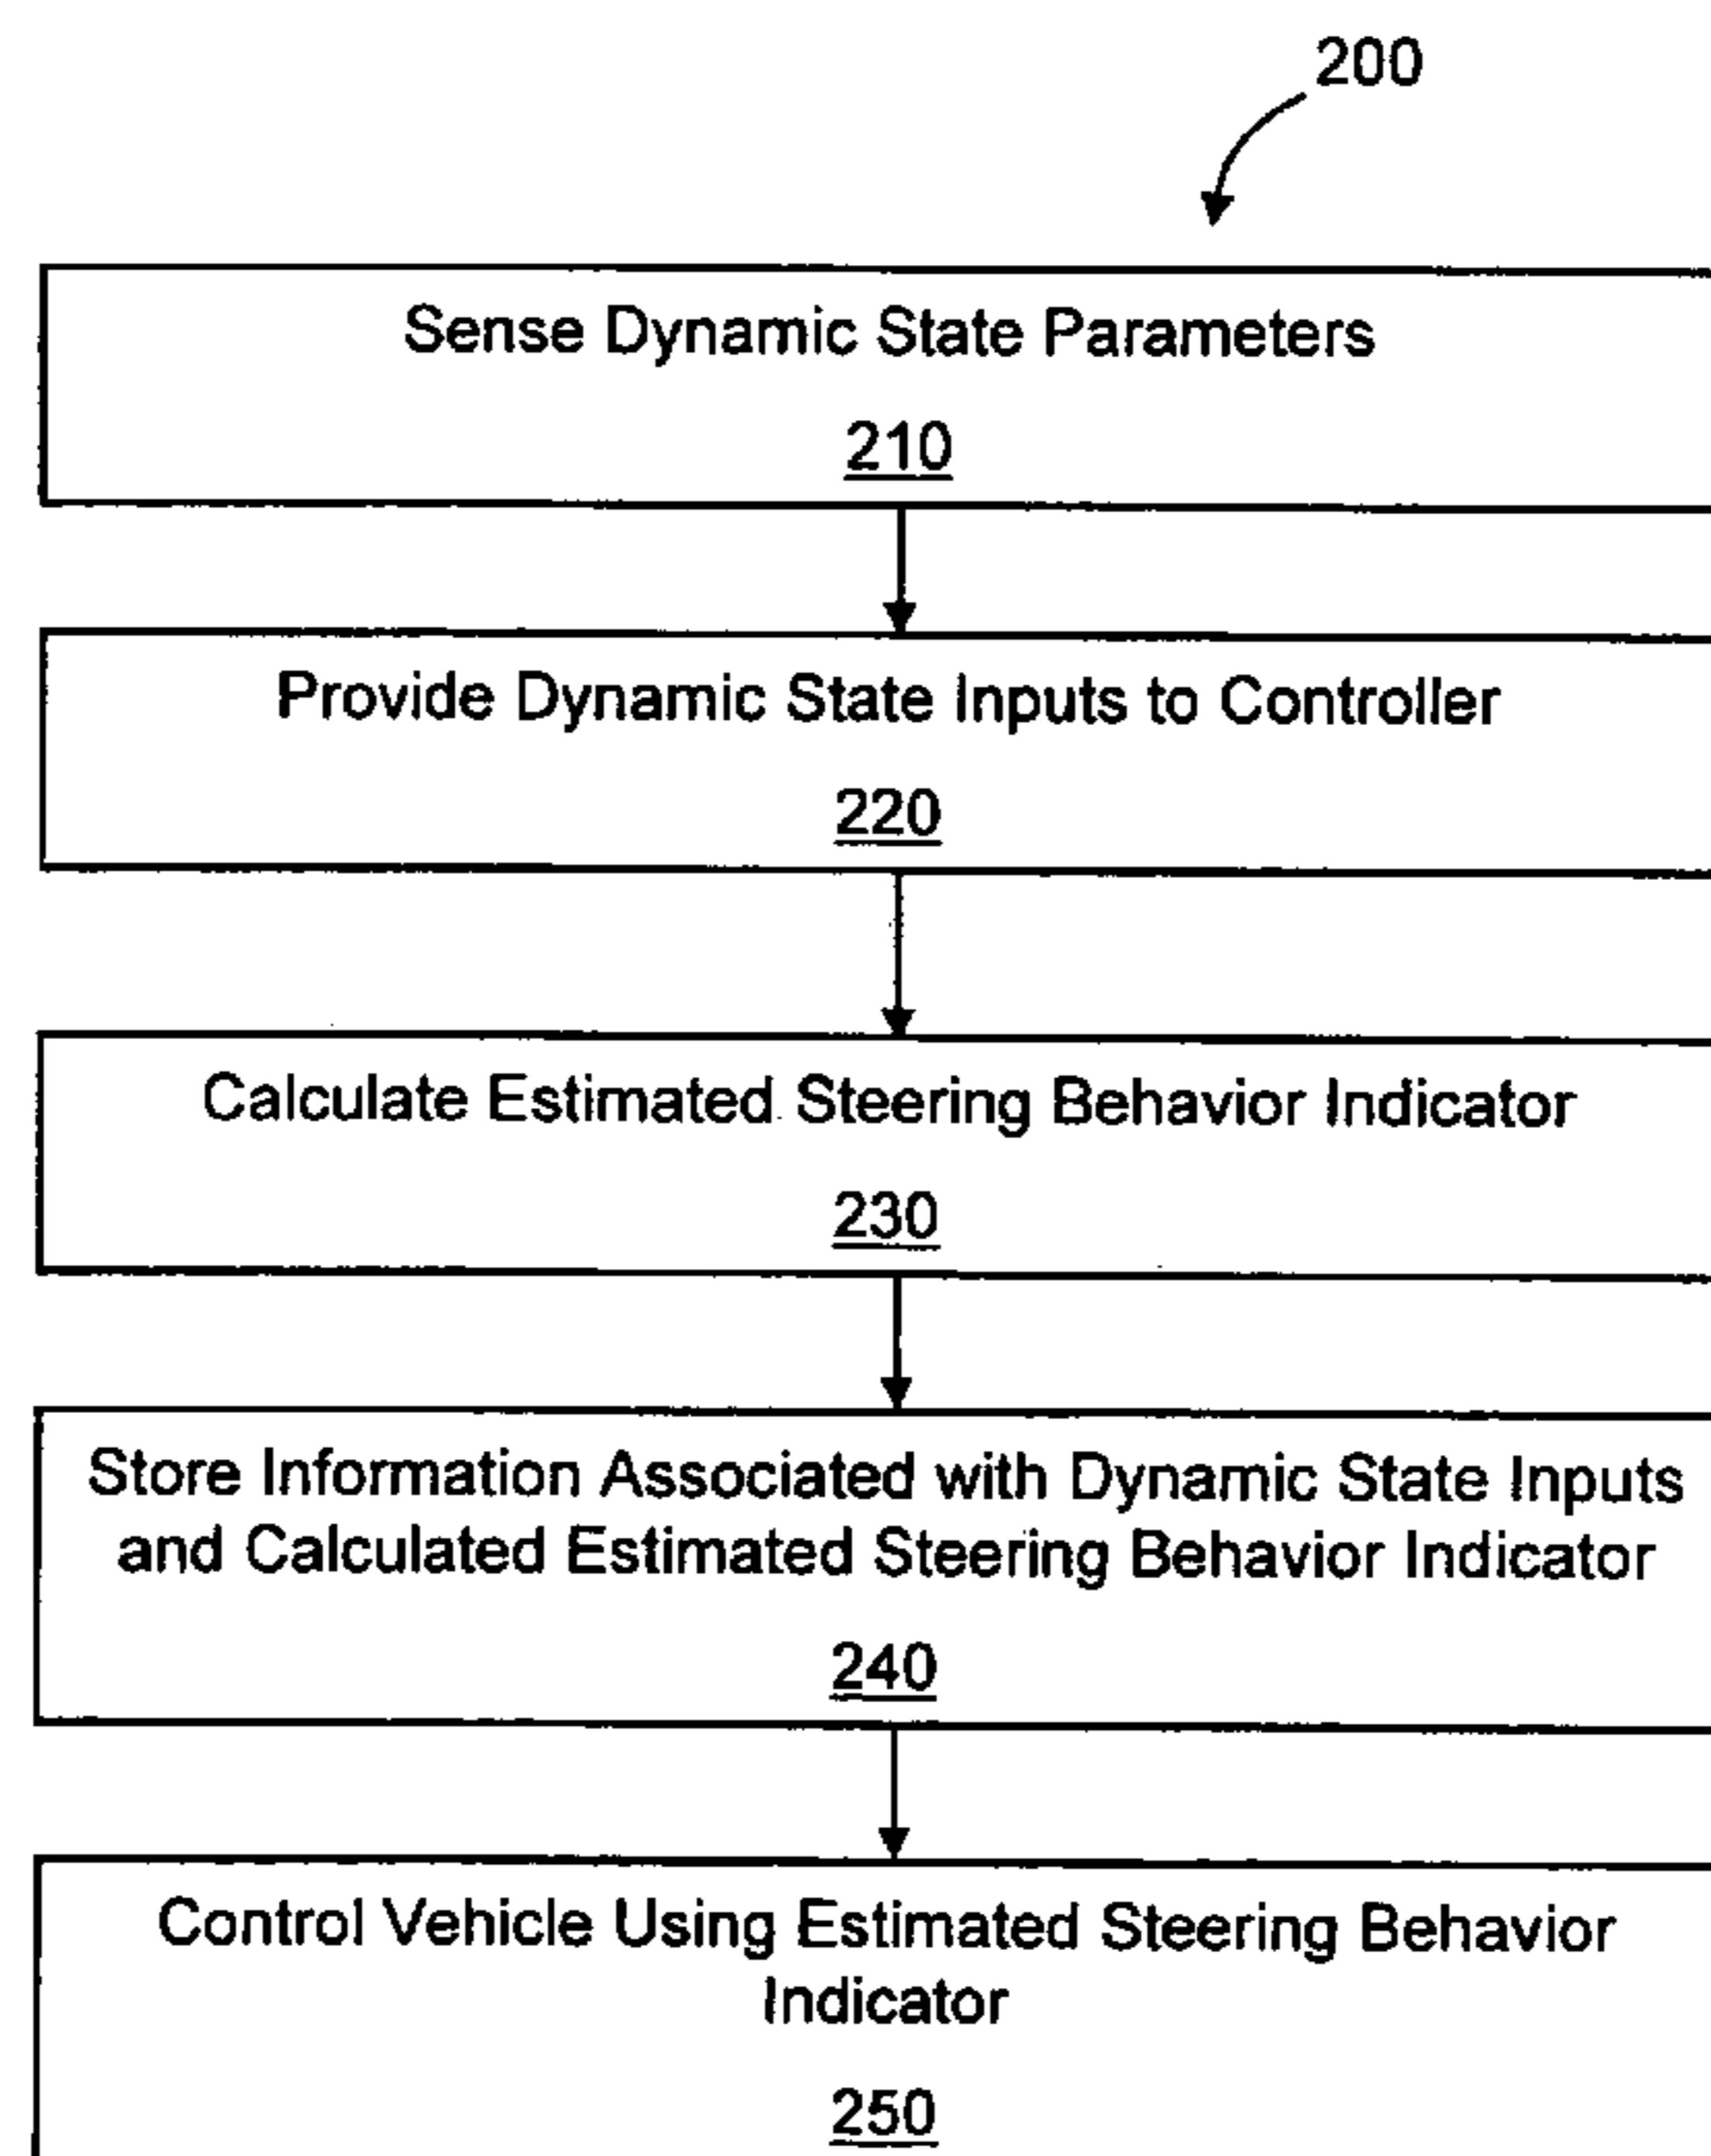 200
Sense Dynamic State Parameters
210
Provide Dynamic State Inputs to Controller
220
Calculate Estimated Steering Behavior Indicator
230
Store Information Associated with Dynamic State Inputs
and Calculated Estimated Steering Behavior Indicator
240
Control Vehicle Using Estimated Steering Behavior
Indicator
250